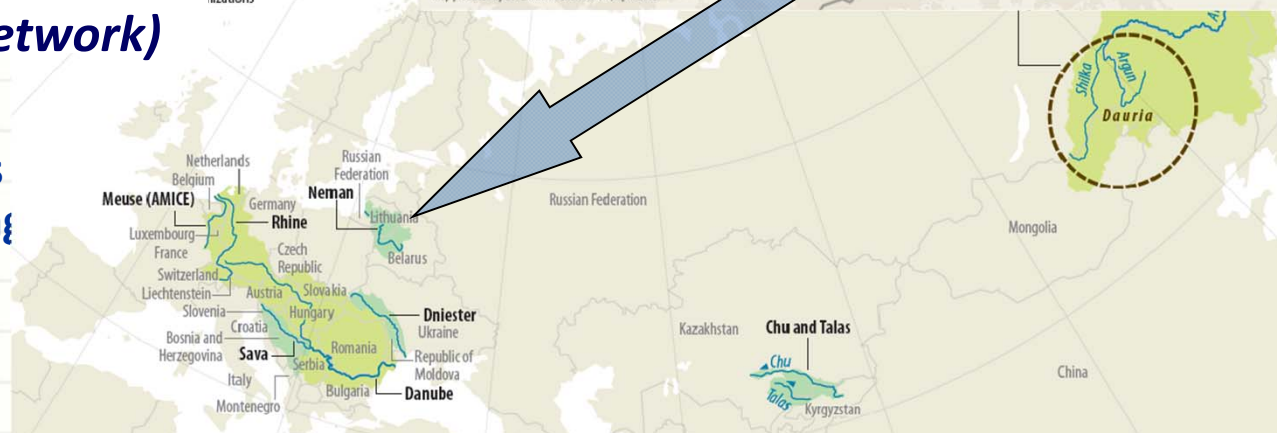 etwork)
Shilka
Argun
Dauria
Netherlands
Belgium
Meuse (AMICE)
Germany
Rhine
Luxembourg
France
Czech
Republic
Switzerland
Liechtenstein
Austria
Slovakia
Slovenia
Hungary
Croatia
Bosnia and
Herzegovina
Sava
Serbia
Romania
Italy
Montenegro
Bulgaria
Danube
Dniester
Ukraine
Republic of
Moldova
Russian
Federation
Neman
Lithuania
Belarus
Russian Federation
Mongolia
Kazakhstan
Chu and Talas
Chu
Talas
Kyrgyzstan
China